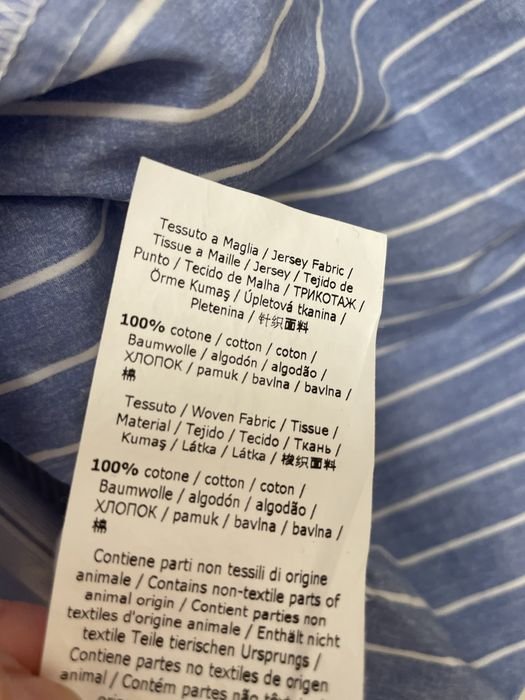 Tessuto a Maglia / Jersey Fabric /
Tissue a Maille / Jersey / Tejido de
Punto / Tecido de Malha / ТРИКОТАЖ /
Örme Kumaş / Úpletová tkanina /
Pletenina / 针织面料
100% cotone / cotton / coton /
Baumwolle / algodón / algodão /
ХЛОПОК / pamuk / bavlna / bavlna /
棉
Tessuto / Woven Fabric / Tissue /
Material / Tejido / Tecido / Ткань /
Kumaş / Látka / Látka / 梭织面料
100% cotone / cotton / coton /
Baumwolle / algodón / algodão /
ХЛОПОК / pamuk / bavlna / bavlna /
棉
Contiene parti non tessili di origine
animale / Contains non-textile parts of
animal origin / Contient parties non
textiles d'origine animale / Enthält nicht
textile Teile tierischen Ursprungs /
Contiene partes no textiles de origen
animal / Contém partes não